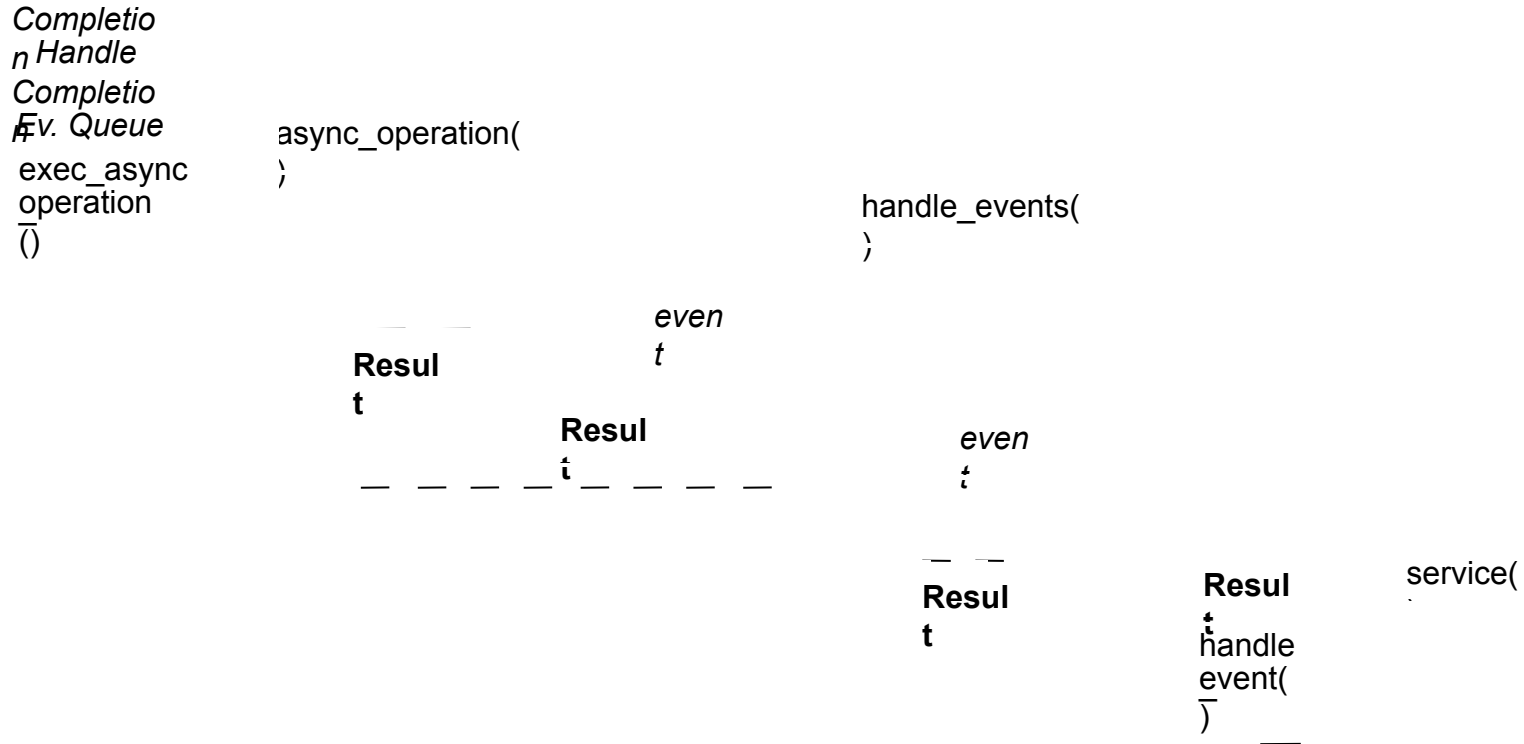 Completio
n Handle
Completio
n
Ev. Queue
exec_async
operation
_
()
async_operation(
)
handle_events(
)
even
t
Resul
t
Resul
t
even
t
Resul
t
Resul
t
service(
handle
event(
_
)